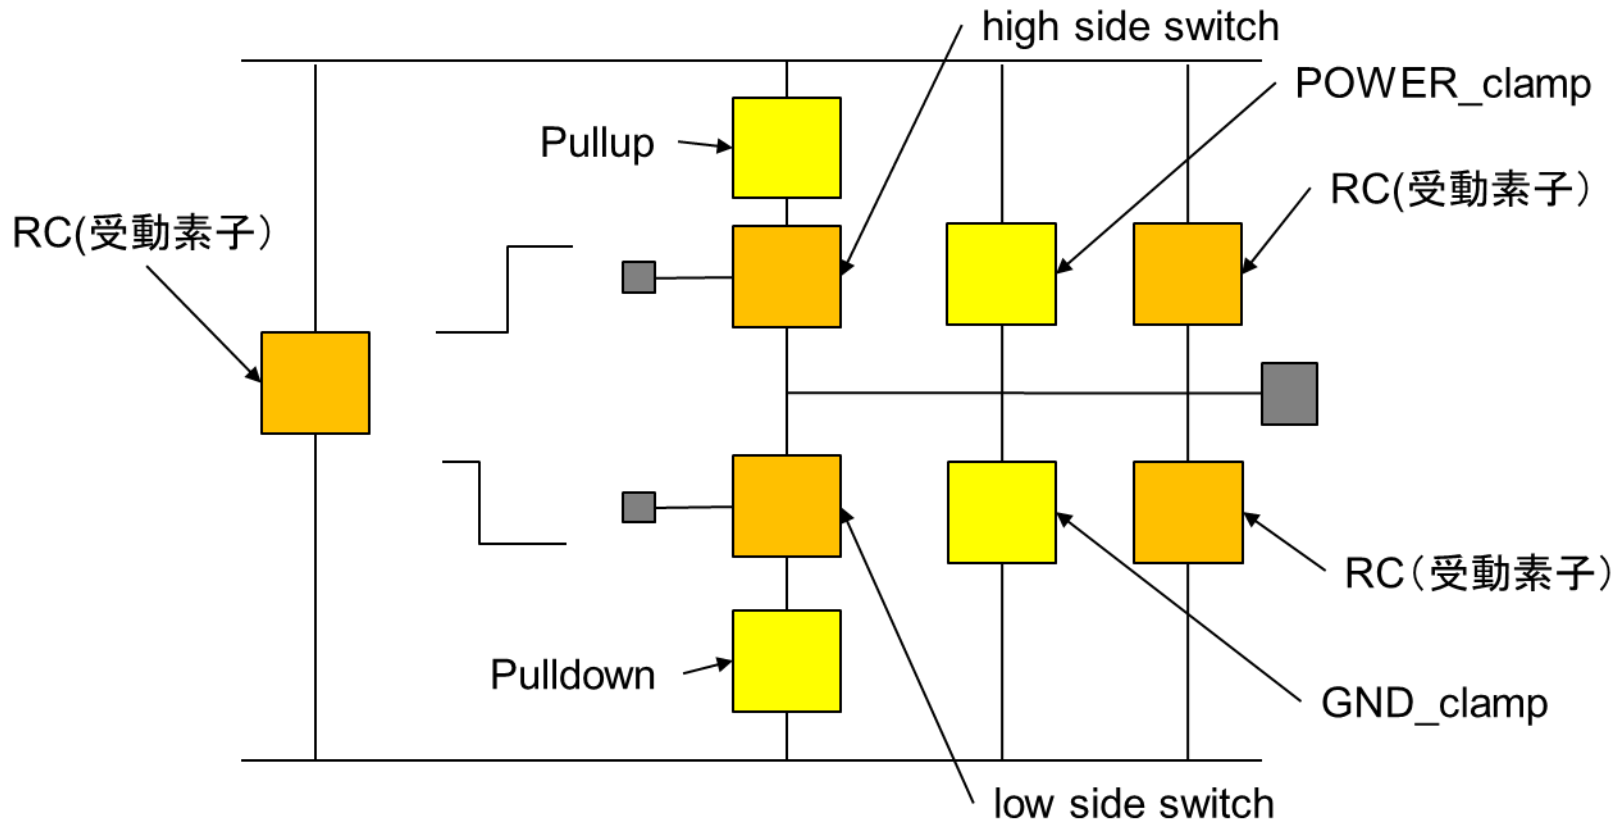 high side switch
POWER_clamp
Pullup
RC(受動素子）
RC(受動素子）
Pulldown
RC（受動素子）
GND_clamp
low side switch